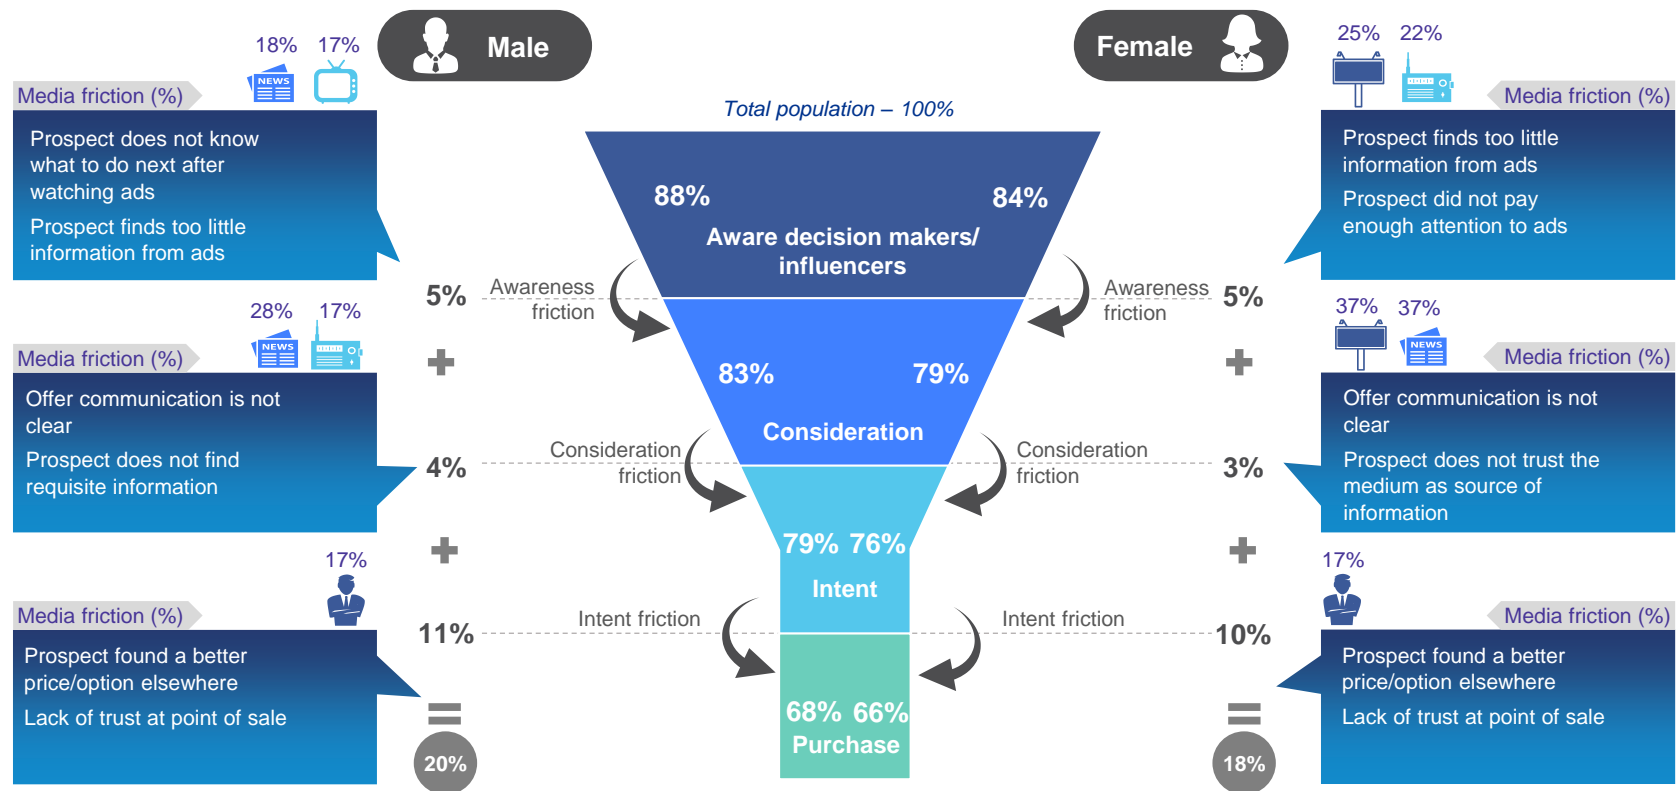 Male
Female
Total population – 100%
18% 17%
NEWS
Media friction (%)
Prospect does not know
what to do next after
watching ads
Prospect finds too little
information from ads
28% 17%
NEWS
Media friction (%)
Offer communication is not
clear
Prospect does not find
requisite information
17%
Media friction (%)
Prospect found a better
price/option elsewhere
Lack of trust at point of sale
5%
Awareness
friction
4%
Consideration
friction
11%
Intent friction
20%
88% 84%
Aware decision makers/
influencers
83% 79%
Consideration
79% 76%
Intent
68% 66%
Purchase
Awareness
friction
5%
Consideration
friction
3%
Intent friction
10%
18%
25% 22%
Media friction (%)
Prospect finds too little
information from ads
Prospect did not pay
enough attention to ads
37% 37%
NEWS
Media friction (%)
Offer communication is not
clear
Prospect does not trust the
medium as source of
information
17%
Media friction (%)
Prospect found a better
price/option elsewhere
Lack of trust at point of sale